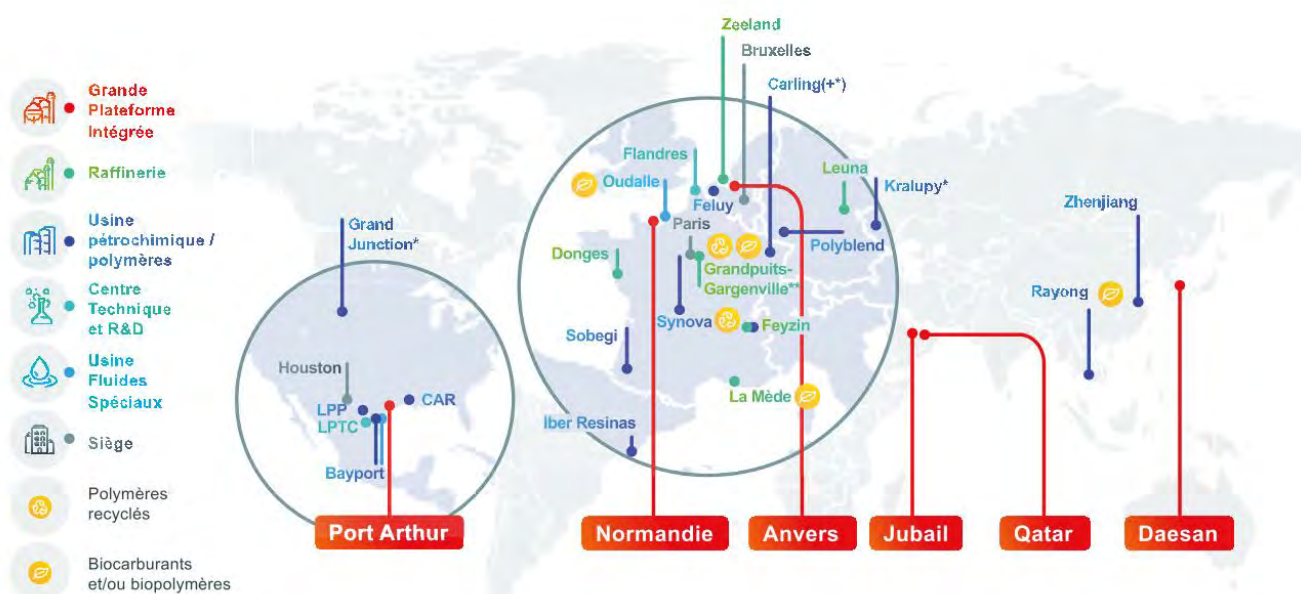 Grande
Plateforme
Intégrée
Raffinerie
Usine
pétrochimique /
polymères
Centre
Technique
et R&D
Usine
Fluides
Spéciaux
Siège
Polymères
recyclés
Biocarburants
et/ou biopolymères
Grand
Junction*
Houston
LPP
LPTC
CAR
Bayport
Port Arthur
Zeeland
Bruxelles
Carling(+*)
Flandres
Oudalle
Feluy
Leuna
Kralupy*
Paris
Polyblend
Donges
Grandpuits-
Gargenville**
Synova
Feyzin
Sobegi
La Mède
Iber Resinas
Zhenjiang
Rayong
Normandie
Anvers
Jubail
Qatar
Daesan